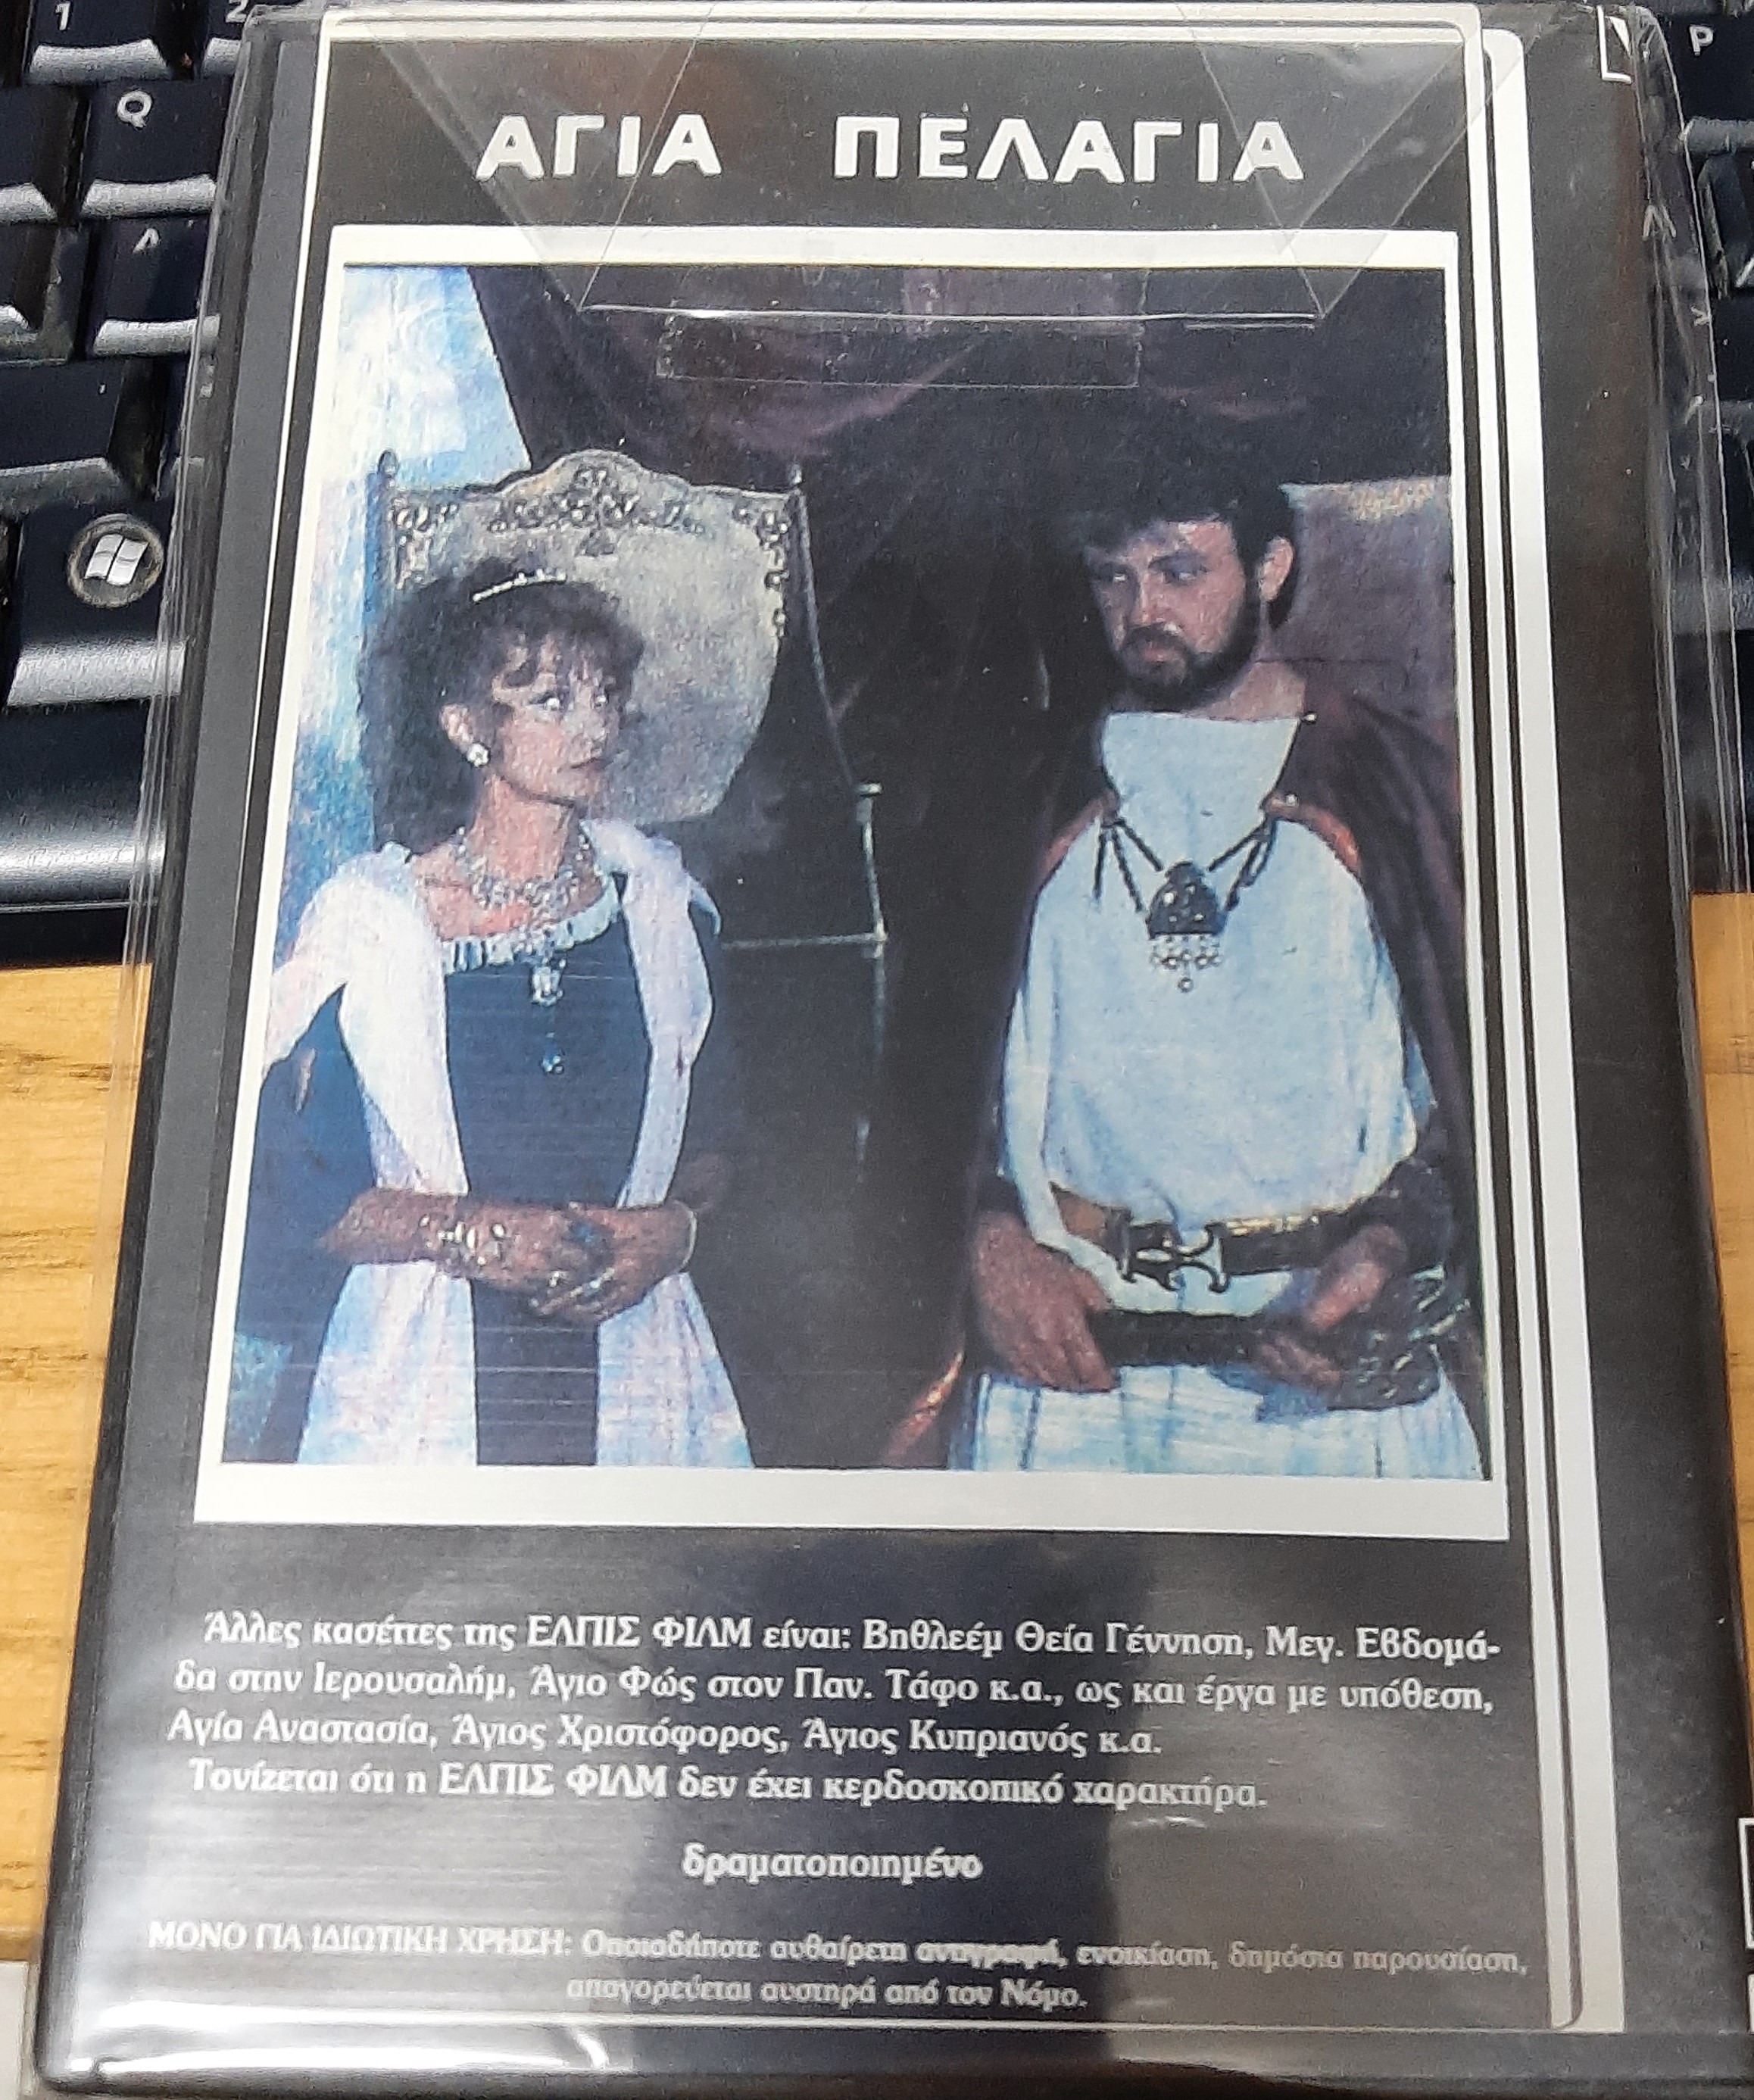 1
2
Q
P
ΑΓΙΑ ΠΕΛΑΓΙΑ
Άλλες κασέττες της ΕΛΠΙΣ ΦΙΛΜ είναι: Βηθλεέμ Θεία Γέννηση, Μεγ. Εβδομά-
δα στην Ιερουσαλήμ, Άγιο Φώς στον Παν. Τάφο κ.α., ως και έργα με υπόθεση,
Αγία Αναστασία, Άγιος Χριστόφορος, Άγιος Κυπριανός κ.α.
Τονίζεται ότι η ΕΛΠΙΣ ΦΙΛΜ δεν έχει κερδοσκοπικό χαρακτήρα.
δραματοποιημένο
ΜΟΝΟ ΓΙΑ ΙΔΙΩΤΙΚΗ ΧΡΗΣΗ: Οποιαδήποτε αυθαίρετη αντιγραφή, ενοικίαση, δημόσια παρουσίαση,
απαγορεύεται αυστηρά από τον Νόμο.